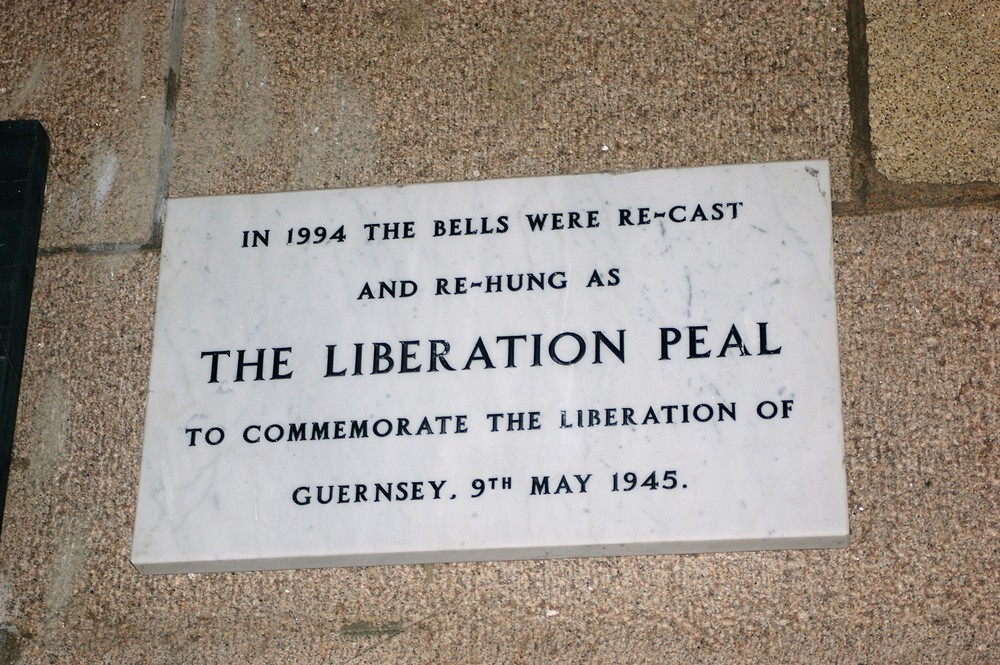 IN 1994 THE BELLS WERE RE-CAST
AND RE-HUNG AS
THE LIBERATION PEAL
TO COMMEMORATE THE LIBERATION OF
GUERNSEY, 9TH MAY 1945.